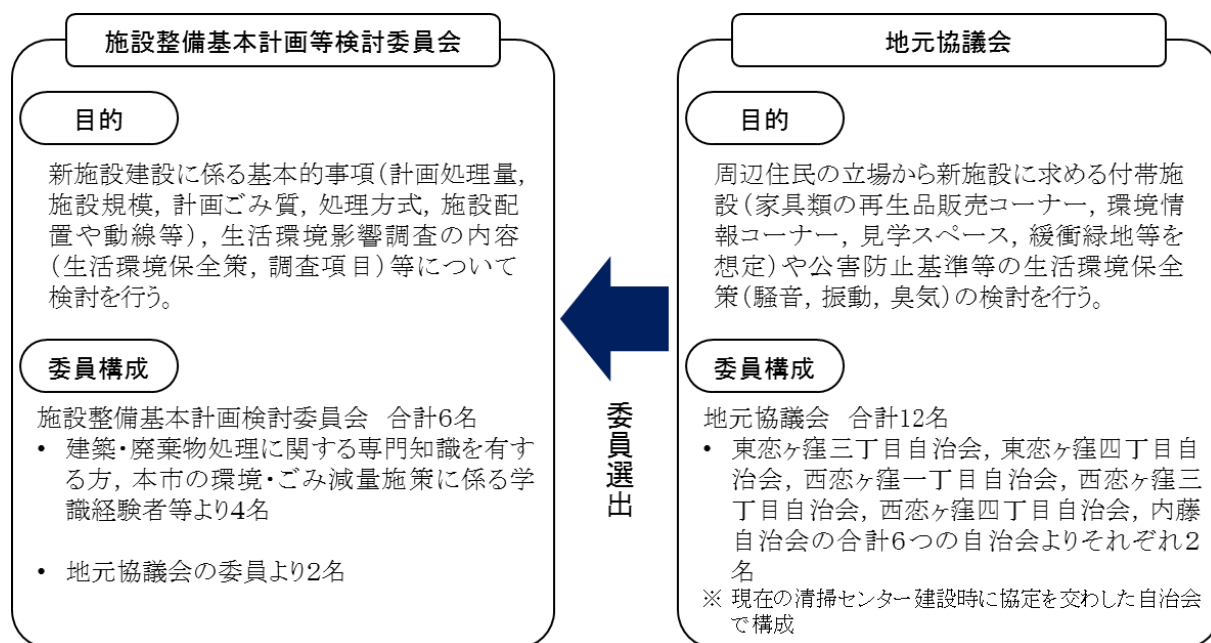 施設整備基本計画等検討委員会
目的
新施設建設に係る基本的事項(計画処理量,
施設規模, 計画ごみ質, 処理方式, 施設配
置や動線等), 生活環境影響調査の内容
(生活環境保全策, 調査項目)等について
検討を行う。
委員構成
施設整備基本計画検討委員会 合計6名
• 建築・廃棄物処理に関する専門知識を有す
る方, 本市の環境・ごみ減量施策に係る学
識経験者等より4名
• 地元協議会の委員より2名
委員選出
地元協議会
目的
周辺住民の立場から新施設に求める付帯施
設(家具類の再生品販売コーナー, 環境情
報コーナー, 見学スペース, 緩衝緑地等を
想定)や公害防止基準等の生活環境保全
策(騒音, 振動, 臭気)の検討を行う。
委員構成
地元協議会 合計12名
• 東恋ヶ窪三丁目自治会, 東恋ヶ窪四丁目自
治会, 西恋ヶ窪一丁目自治会, 西恋ヶ窪三
丁目自治会, 西恋ヶ窪四丁目自治会, 内藤
自治会の合計6つの自治会よりそれぞれ2
名
※ 現在の清掃センター建設時に協定を交わした自治会
で構成